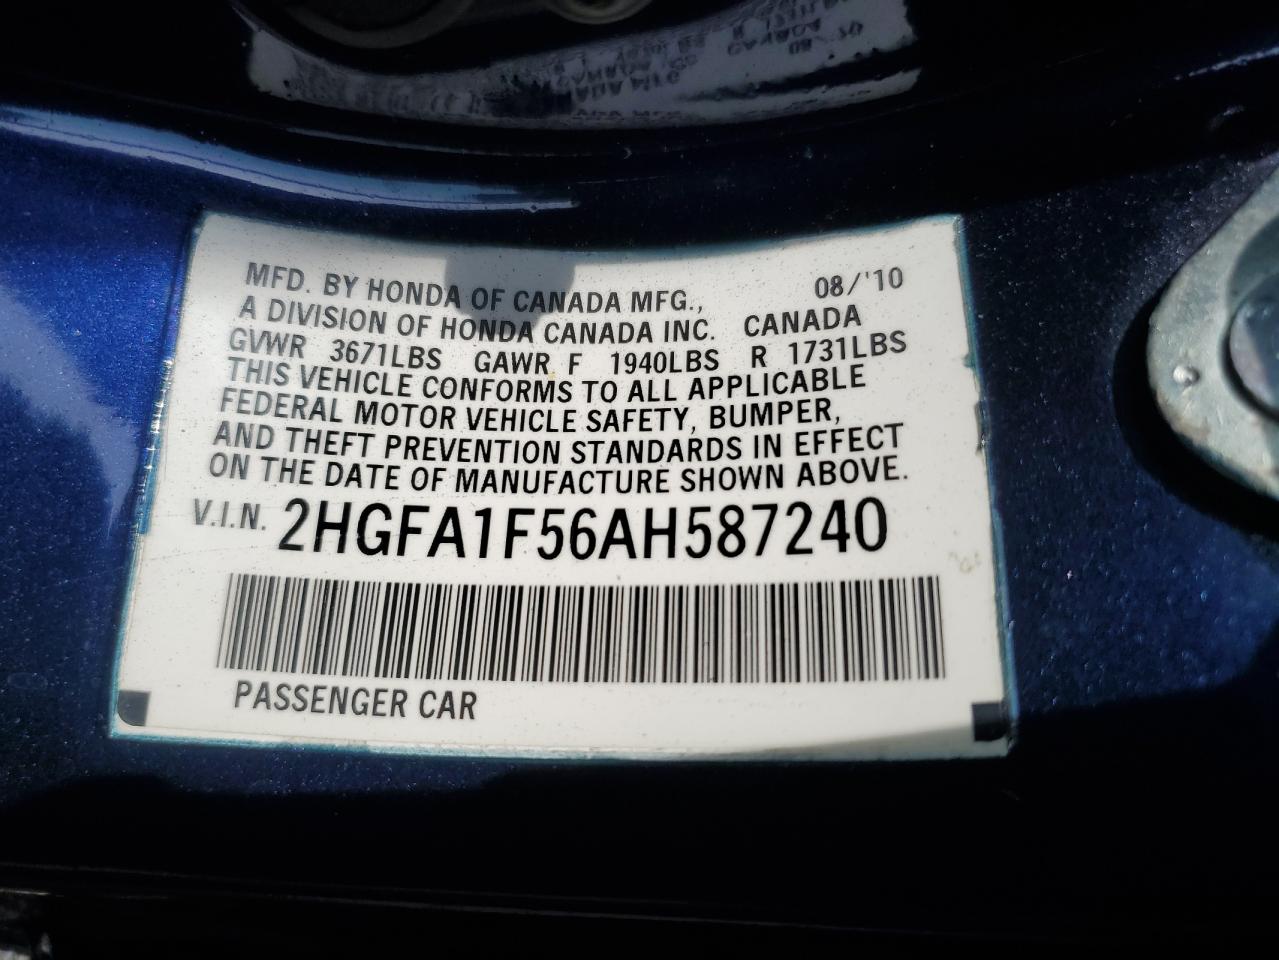 MFD. BY HONDA OF CANADA MFG., 08/'10
A DIVISION OF HONDA CANADA INC. CANADA
GVWR 3671LBS GAWR F 1940LBS R 1731LBS
THIS VEHICLE CONFORMS TO ALL APPLICABLE
FEDERAL MOTOR VEHICLE SAFETY, BUMPER,
AND THEFT PREVENTION STANDARDS IN EFFECT
ON THE DATE OF MANUFACTURE SHOWN ABOVE.
V.I.N. 2HGFA1F56AH587240
PASSENGER CAR